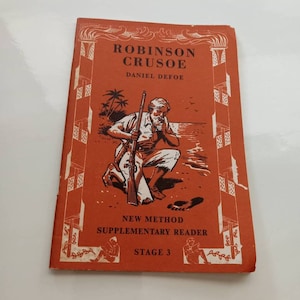 ROBINSON
CRUSOE
DANIEL DEFOE
NEW METHOD
SUPPLEMENTARY READER
STAGE 3